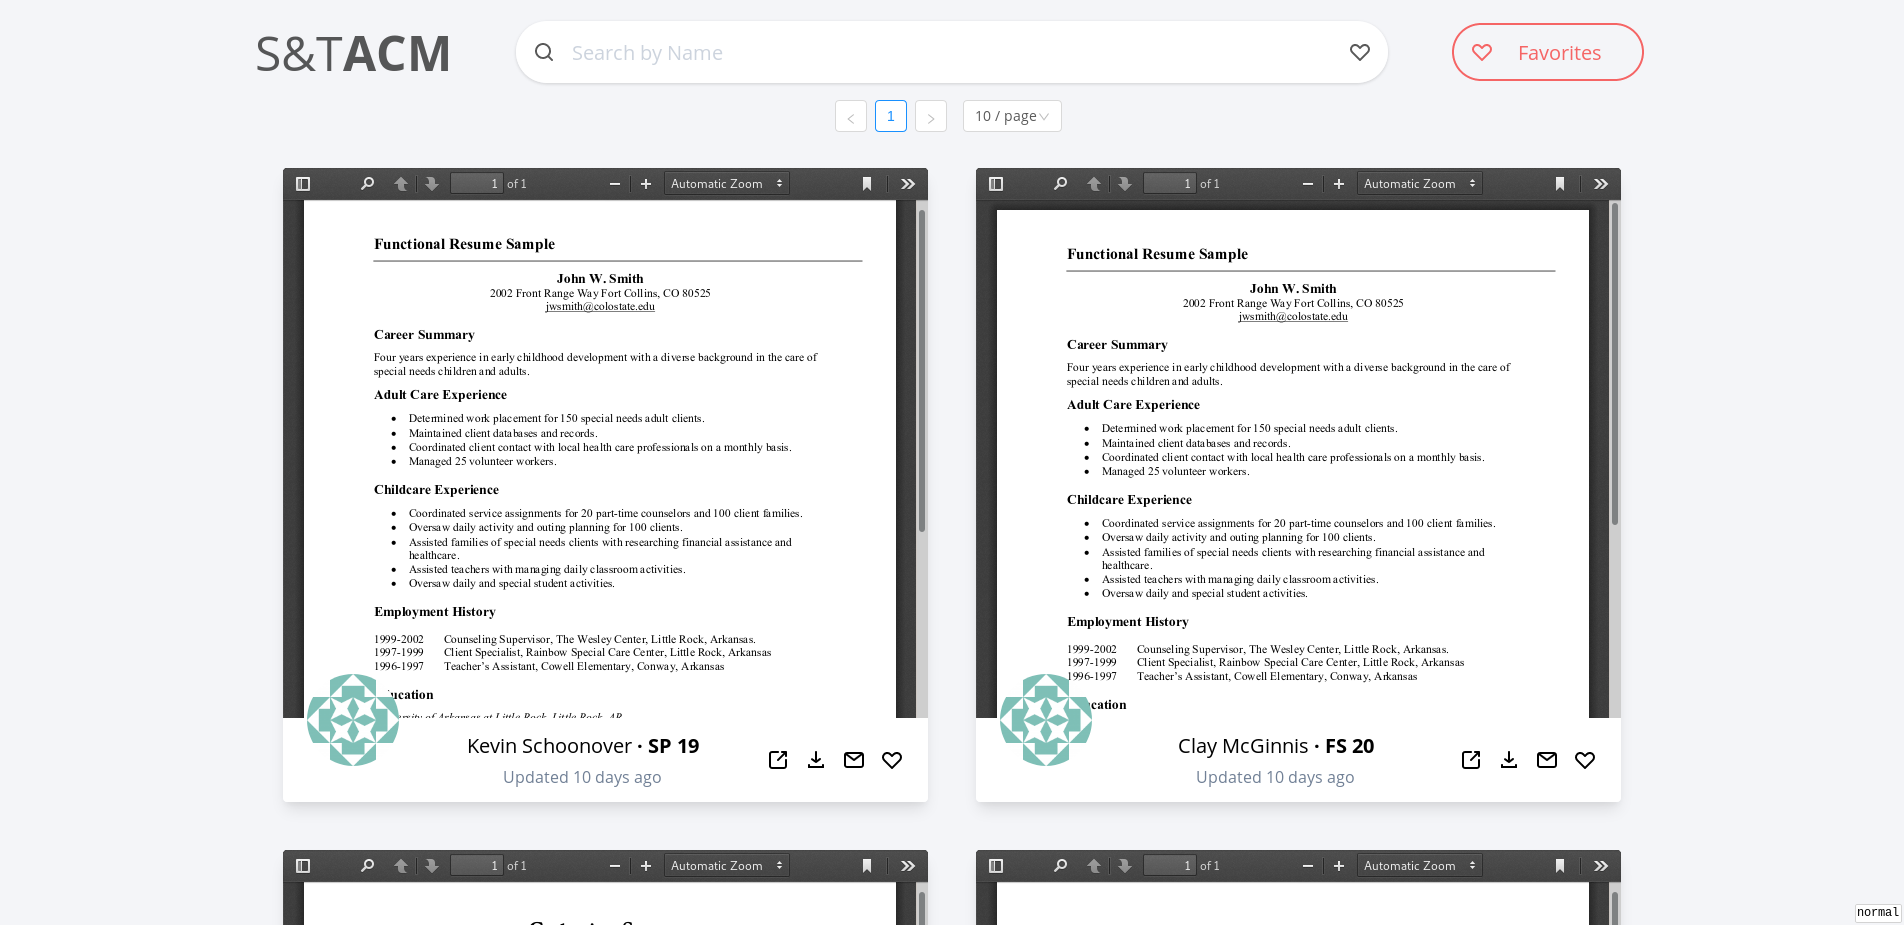 S&TACM
Search by Name
Favorites
1
10 / page
1 of 1
Automatic Zoom
Functional Resume Sample
John W. Smith
2002 Front Range Way Fort Collins, CO 80525
jwsmith@colostate.edu
Career Summary
Four years experience in early childhood development with a diverse background in the care of
special needs children and adults.
Adult Care Experience
• Determined work placement for 150 special needs adult clients.
• Maintained client databases and records.
• Coordinated client contact with local health care professionals on a monthly basis.
• Managed 25 volunteer workers.
Childcare Experience
• Coordinated service assignments for 20 part-time counselors and 100 client families.
• Oversaw daily activity and outing planning for 100 clients.
• Assisted families of special needs clients with researching financial assistance and
healthcare.
• Assisted teachers with managing daily classroom activities.
• Oversaw daily and special student activities.
Employment History
1999-2002 Counseling Supervisor, The Wesley Center, Little Rock, Arkansas.
1997-1999 Client Specialist, Rainbow Special Care Center, Little Rock, Arkansas
1996-1997 Teacher’s Assistant, Cowell Elementary, Conway, Arkansas
ucation
ersity of Arkansas at Little Rock, Little Rock, AR
Kevin Schoonover · SP 19
Updated 10 days ago
1 of 1
Automatic Zoom
Functional Resume Sample
John W. Smith
2002 Front Range Way Fort Collins, CO 80525
jwsmith@colostate.edu
Career Summary
Four years experience in early childhood development with a diverse background in the care of
special needs children and adults.
Adult Care Experience
• Determined work placement for 150 special needs adult clients.
• Maintained client databases and records.
• Coordinated client contact with local health care professionals on a monthly basis.
• Managed 25 volunteer workers.
Childcare Experience
• Coordinated service assignments for 20 part-time counselors and 100 client families.
• Oversaw daily activity and outing planning for 100 clients.
• Assisted families of special needs clients with researching financial assistance and
healthcare.
• Assisted teachers with managing daily classroom activities.
• Oversaw daily and special student activities.
Employment History
1999-2002 Counseling Supervisor, The Wesley Center, Little Rock, Arkansas.
1997-1999 Client Specialist, Rainbow Special Care Center, Little Rock, Arkansas
1996-1997 Teacher’s Assistant, Cowell Elementary, Conway, Arkansas
cation
Clay McGinnis · FS 20
Updated 10 days ago
1 of 1
Automatic Zoom
1 of 1
Automatic Zoom
normal